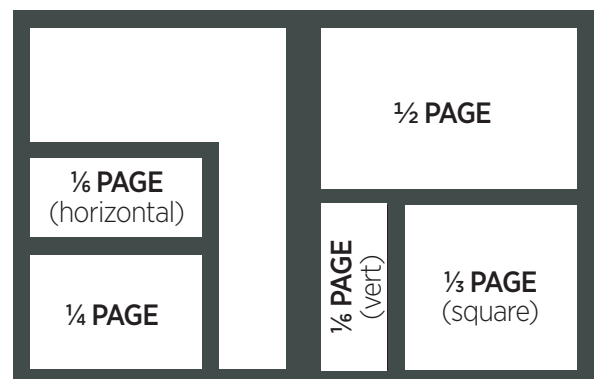 ⅙ PAGE
(horizontal)
¼ PAGE
½ PAGE
⅙ PAGE
(vert)
⅓ PAGE
(square)